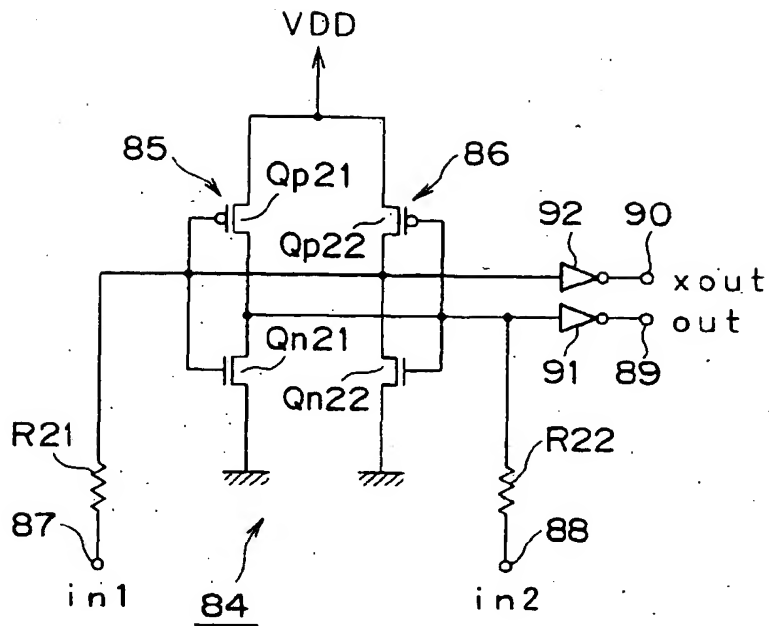 VDD
85
Qp21
86
Qp22
92
90
xout
out
Qn21
Qn22
91
89
R21
R22
87
88
in1
84
in2